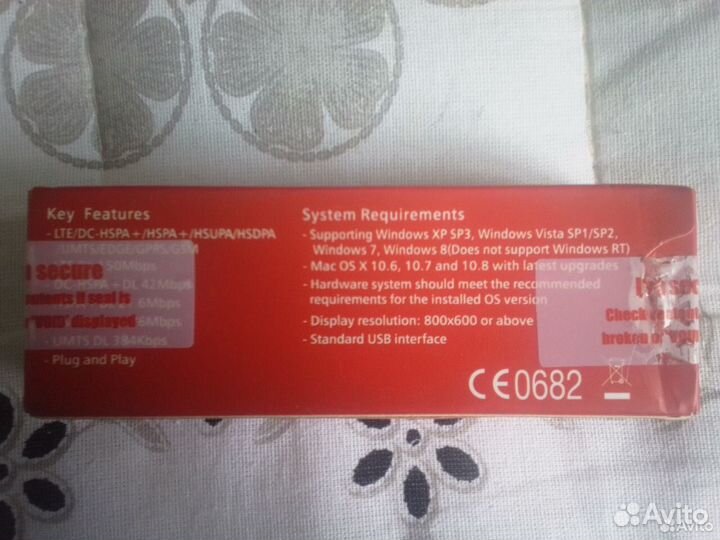 Key Features
- LTE/DC-HSPA+/HSPA+/HSUPA/HSDPA
UMTS/EDGE/GPRS/GSM
50Mbps
secure
- DC-HSPA+DL 42Mbps
if seal is
6Mbps
"VOID" displayed
6Mbps
- UMTS DL 384Kbps
- Plug and Play
System Requirements
- Supporting Windows XP SP3, Windows Vista SP1/SP2,
Windows 7, Windows 8(Does not support Windows RT)
- Mac OS X 10.6, 10.7 and 10.8 with latest upgrades
- Hardware system should meet the recommended
requirements for the installed OS version
- Display resolution: 800x600 or above
- Standard USB interface
Check
broken or
CE0682
Avito
Avito